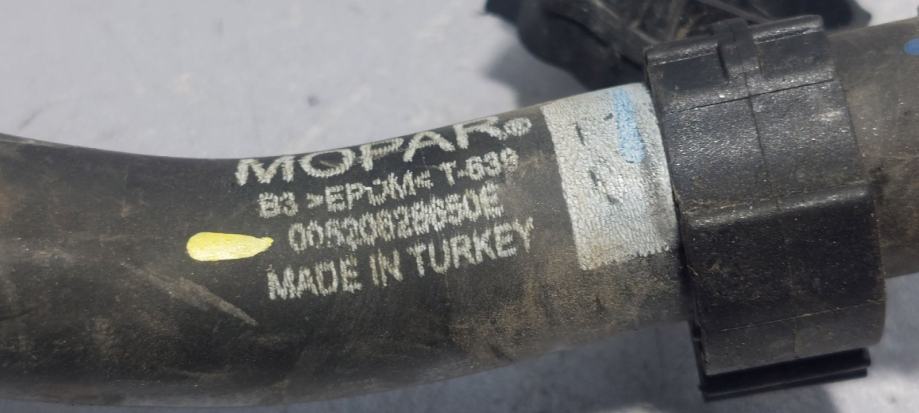 MOPAR®
B3 >EPDM< T-639
00520628650E
MADE IN TURKEY